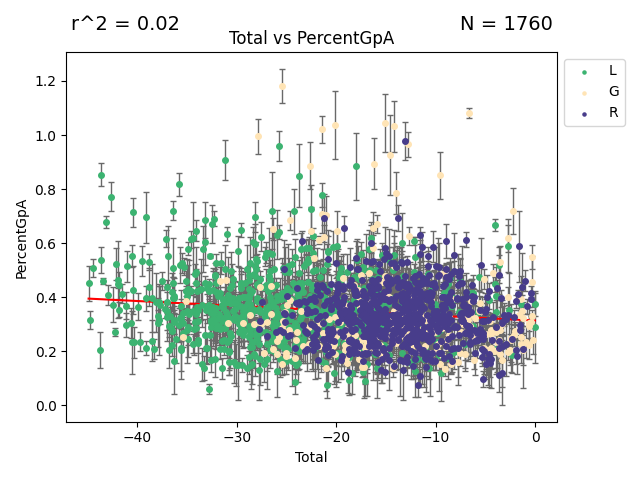 r^2 = 0.02
N = 1760
Total vs PercentGpA
L
G
R
PercentGpA
1.2
1.0
0.8
0.6
0.4
0.2
0.0
−40
−30
−20
−10
0
Total